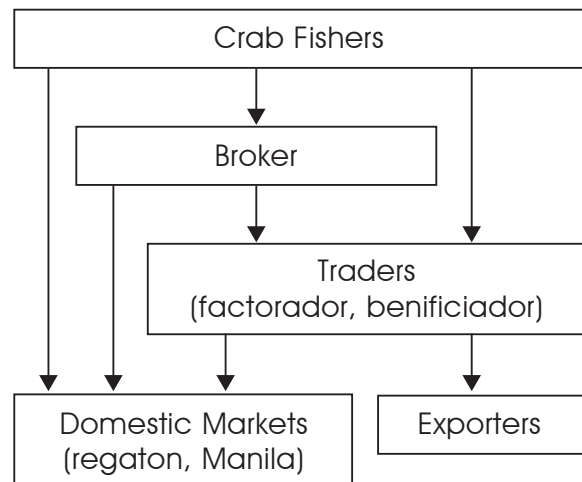 Crab Fishers
Broker
Traders
(factorador, benificiador)
Domestic Markets
(regaton, Manila)
Exporters